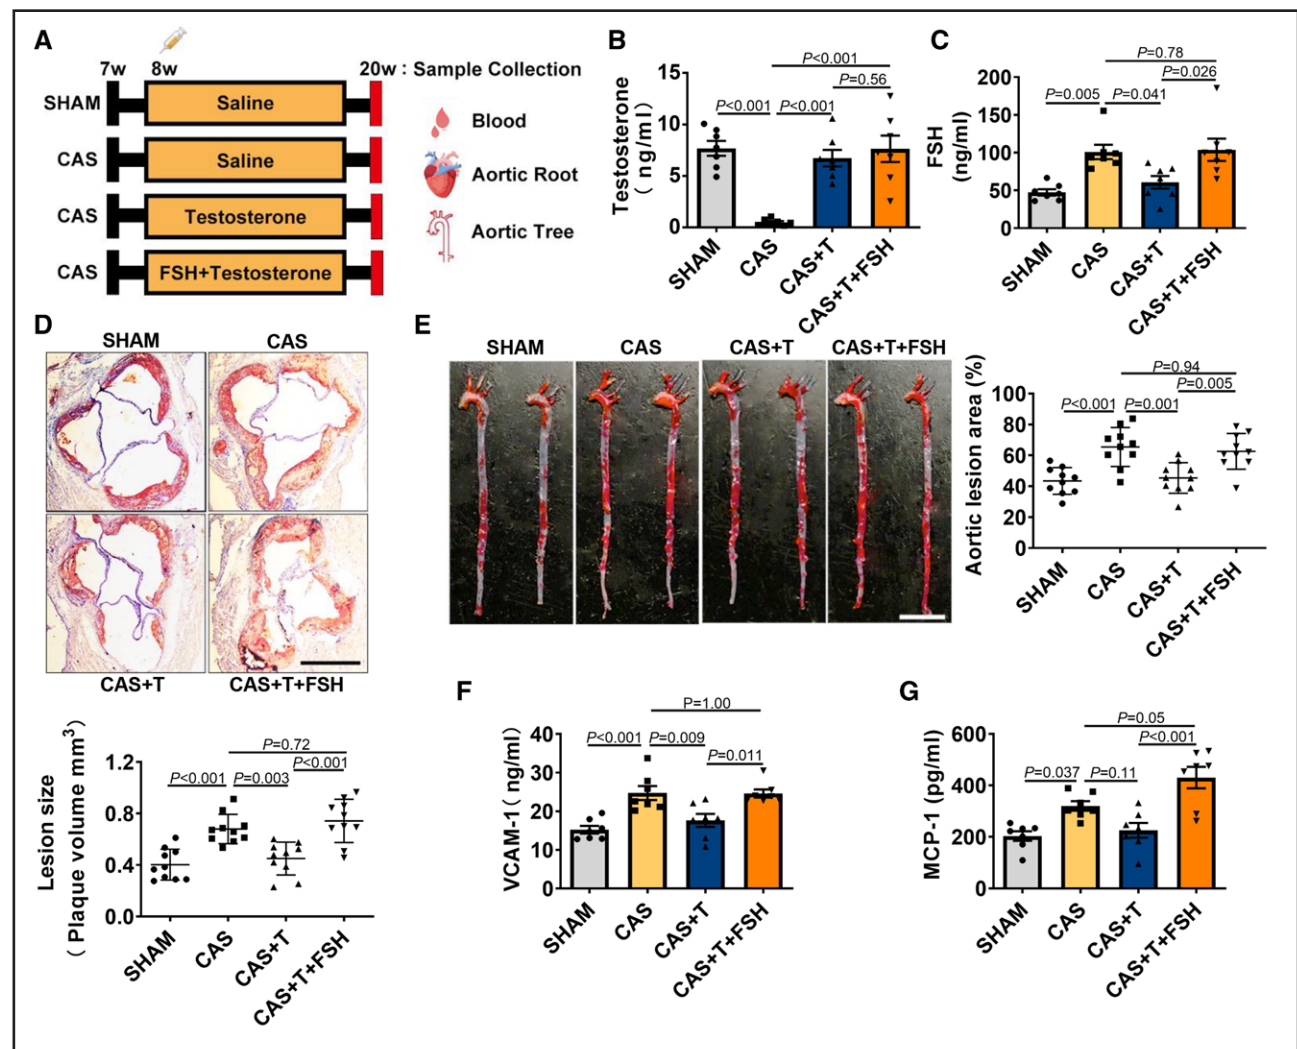 A
7w
8w
20w : Sample Collection
SHAM
Saline
CAS
Saline
CAS
Testosterone
CAS
FSH+Testosterone
Blood
Aortic Root
Aortic Tree
B
Testosterone
( ng/ml)
15
10
5
0
P<0.001
P=0.56
P<0.001
P<0.001
SHAM
CAS
CAS+T
CAS+T+FSH
C
FSH
(ng/ml)
200
150
100
50
0
P=0.78
P=0.026
P=0.005
P=0.041
SHAM
CAS
CAS+T
CAS+T+FSH
D
SHAM
CAS
CAS+T
CAS+T+FSH
Lesion size
( Plaque volume mm³)
1.2
0.8
0.4
0.0
P=0.72
P<0.001
P<0.001
P=0.003
SHAM
CAS
CAS+T
CAS+T+FSH
E
SHAM
CAS
CAS+T
CAS+T+FSH
Aortic lesion area (%)
100
80
60
40
20
0
P=0.94
P=0.005
P<0.001
P=0.001
SHAM
CAS
CAS+T
CAS+T+FSH
F
VCAM-1 ( ng/ml)
40
30
20
10
0
P=1.00
P<0.001
P=0.009
P=0.011
SHAM
CAS
CAS+T
CAS+T+FSH
G
MCP-1 (pg/ml)
600
400
200
0
P=0.05
P<0.001
P=0.037
P=0.11
SHAM
CAS
CAS+T
CAS+T+FSH